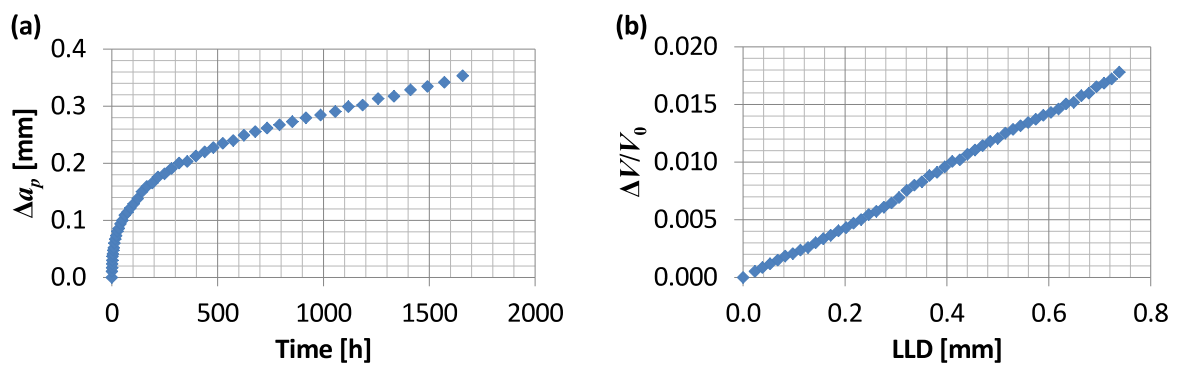 (a)
0.4
0.3
0.2
0.1
0.0
Δaₚ [mm]
0 500 1000 1500 2000
Time [h]
(b)
0.020
0.015
0.010
0.005
0.000
ΔV/V₀
0.0 0.2 0.4 0.6 0.8
LLD [mm]